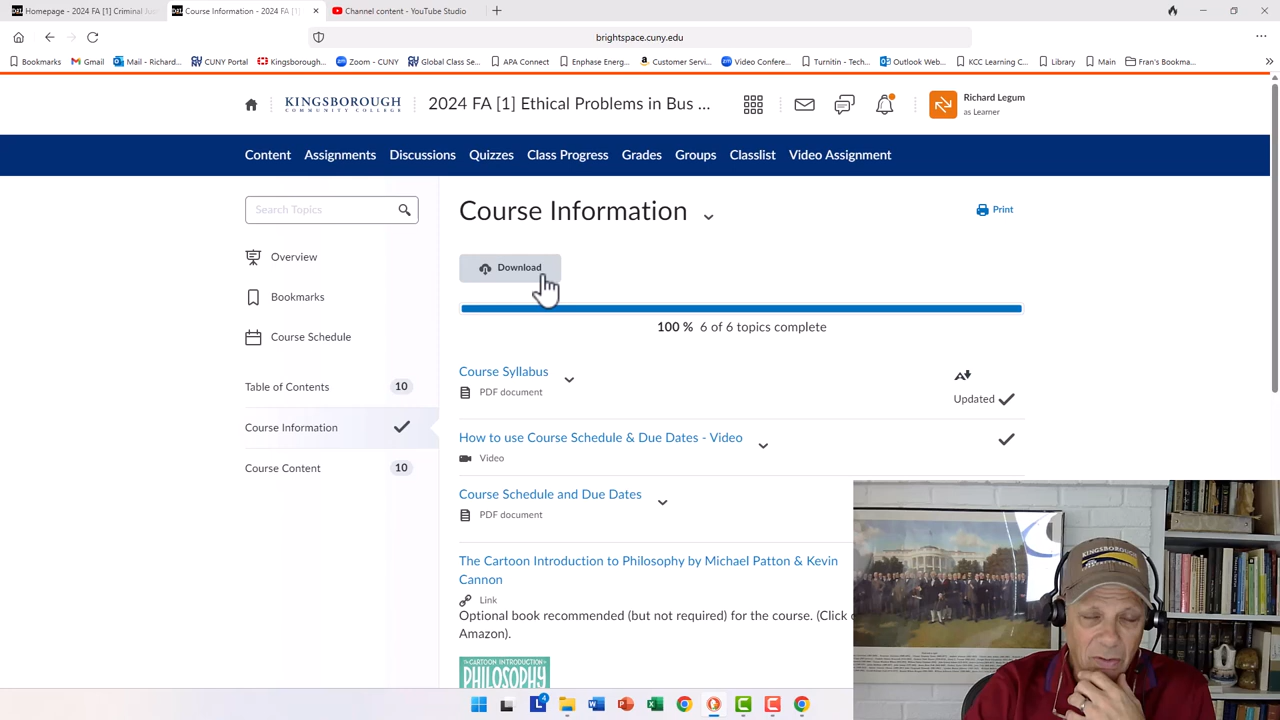 Homepage - 2024 FA [1] Criminal Jus
Course Information - 2024 FA [1]
Channel content - YouTube Studio
brightspace.cuny.edu
Bookmarks
Gmail
Mail - Richard...
CUNY Portal
Kingsborough...
Zoom - CUNY
Global Class Se...
APA Connect
Enphase Energ...
Customer Servi...
Video Confere...
Turnitin - Tech...
Outlook Web...
KCC Learning C...
Library
Main
Fran's Bookma...
KINGSBOROUGH
COMMUNITY COLLEGE
2024 FA [1] Ethical Problems in Bus ...
Richard Legum
as Learner
Content Assignments Discussions Quizzes Class Progress Grades Groups Classlist Video Assignment
Search Topics
Overview
Bookmarks
Course Schedule
Table of Contents 10
Course Information
Course Content 10
Course Information
Print
Download
100 % 6 of 6 topics complete
Course Syllabus
PDF document
Updated
How to use Course Schedule & Due Dates - Video
Video
Course Schedule and Due Dates
PDF document
The Cartoon Introduction to Philosophy by Michael Patton & Kevin
Cannon
Link
Optional book recommended (but not required) for the course. (Click
Amazon).
THE CARTOON INTRODUCTION TO
PHILOSOPHY
KINGSBOROUGH